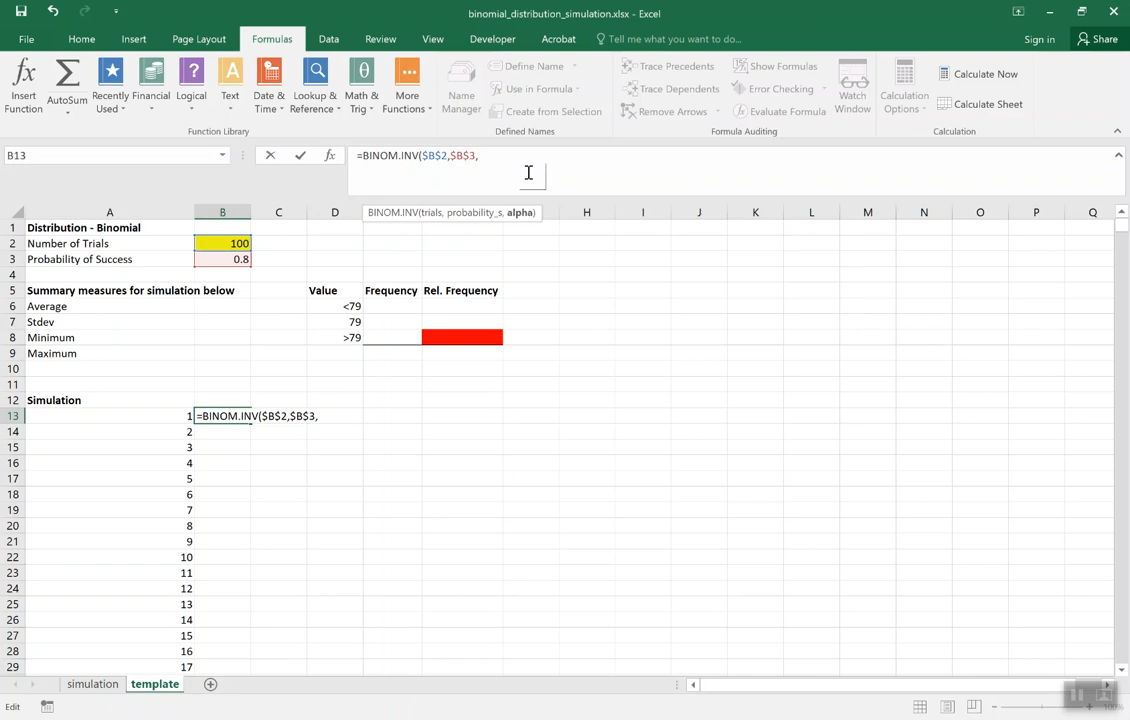 binomial_distribution_simulation.xlsx - Excel
File Home Insert Page Layout Formulas Data Review View Developer Acrobat Tell me what you want to do... Sign in Share
Insert Function
AutoSum
Recently Used
Financial
Logical
Text
Date & Time
Lookup & Reference
Math & Trig
More Functions
Function Library
Name Manager
Define Name
Use in Formula
Create from Selection
Defined Names
Trace Precedents
Trace Dependents
Remove Arrows
Show Formulas
Error Checking
Evaluate Formula
Formula Auditing
Watch Window
Calculation Options
Calculate Now
Calculate Sheet
Calculation
B13 fx =BINOM.INV($B$2,$B$3,
BINOM.INV(trials, probability_s, alpha)
A B C D H I J K L M N O P Q
1 Distribution - Binomial
2 Number of Trials 100
3 Probability of Success 0.8
4
5 Summary measures for simulation below Value Frequency Rel. Frequency
6 Average <79
7 Stdev 79
8 Minimum >79
9 Maximum
10
11
12 Simulation
13 1 =BINOM.INV($B$2,$B$3,
14 2
15 3
16 4
17 5
18 6
19 7
20 8
21 9
22 10
23 11
24 12
25 13
26 14
27 15
28 16
29 17
simulation template
Edit 100%